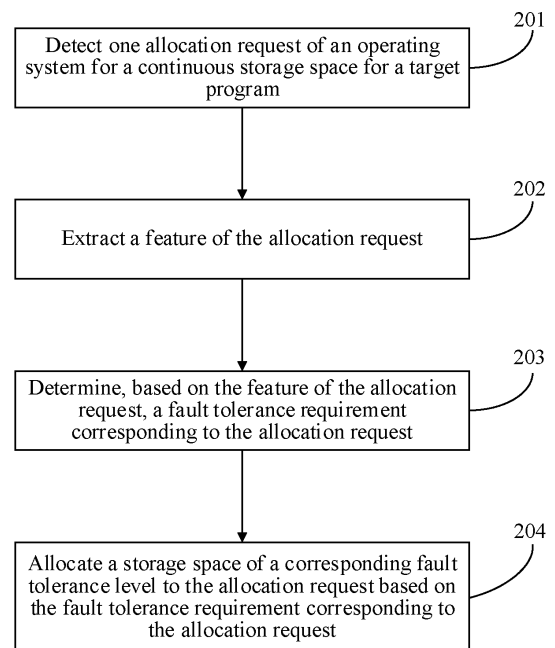 201
Detect one allocation request of an operating
system for a continuous storage space for a target
program
202
Extract a feature of the allocation request
203
Determine, based on the feature of the allocation
request, a fault tolerance requirement
corresponding to the allocation request
204
Allocate a storage space of a corresponding fault
tolerance level to the allocation request based on
the fault tolerance requirement corresponding to
the allocation request